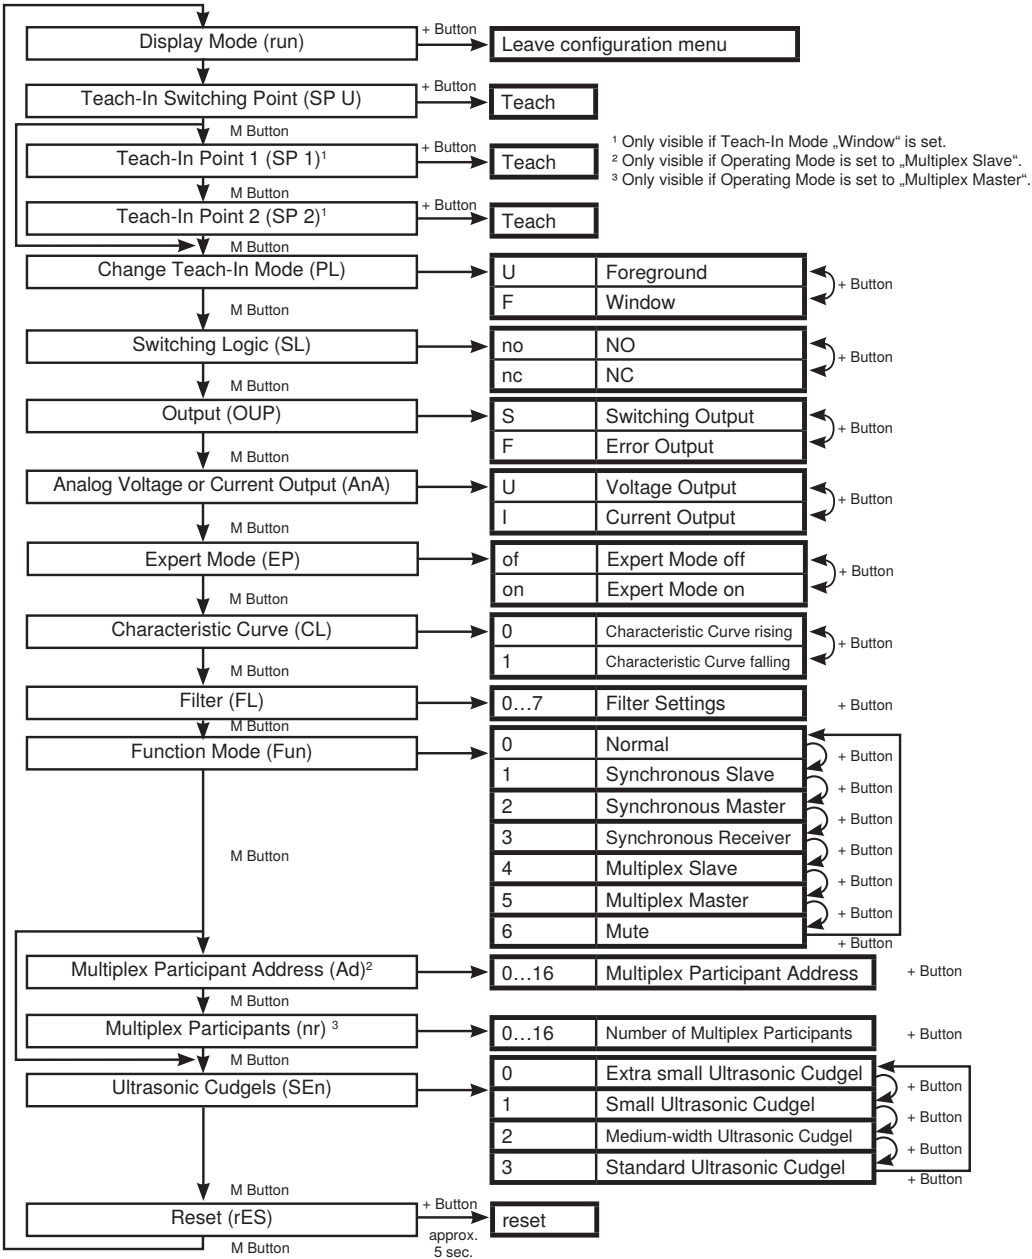 Display Mode (run)
+ Button
Leave configuration menu
Teach-In Switching Point (SP U)
+ Button
Teach
M Button
Teach-In Point 1 (SP 1)¹
+ Button
Teach
¹ Only visible if Teach-In Mode „Window“ is set.
² Only visible if Operating Mode is set to „Multiplex Slave“.
³ Only visible if Operating Mode is set to „Multiplex Master“.
M Button
Teach-In Point 2 (SP 2)¹
+ Button
Teach
M Button
Change Teach-In Mode (PL)
U Foreground
F Window
+ Button
M Button
Switching Logic (SL)
no NO
nc NC
+ Button
M Button
Output (OUP)
S Switching Output
F Error Output
+ Button
M Button
Analog Voltage or Current Output (AnA)
U Voltage Output
I Current Output
+ Button
M Button
Expert Mode (EP)
of Expert Mode off
on Expert Mode on
+ Button
M Button
Characteristic Curve (CL)
0 Characteristic Curve rising
1 Characteristic Curve falling
+ Button
M Button
Filter (FL)
0...7 Filter Settings
+ Button
M Button
Function Mode (Fun)
0 Normal
+ Button
1 Synchronous Slave
+ Button
2 Synchronous Master
+ Button
3 Synchronous Receiver
+ Button
4 Multiplex Slave
+ Button
5 Multiplex Master
+ Button
6 Mute
+ Button
M Button
Multiplex Participant Address (Ad)²
0...16 Multiplex Participant Address
+ Button
M Button
Multiplex Participants (nr) ³
0...16 Number of Multiplex Participants
+ Button
M Button
Ultrasonic Cudgels (SEn)
0 Extra small Ultrasonic Cudgel
+ Button
1 Small Ultrasonic Cudgel
+ Button
2 Medium-width Ultrasonic Cudgel
+ Button
3 Standard Ultrasonic Cudgel
+ Button
M Button
Reset (rES)
+ Button
approx.
5 sec.
reset
M Button